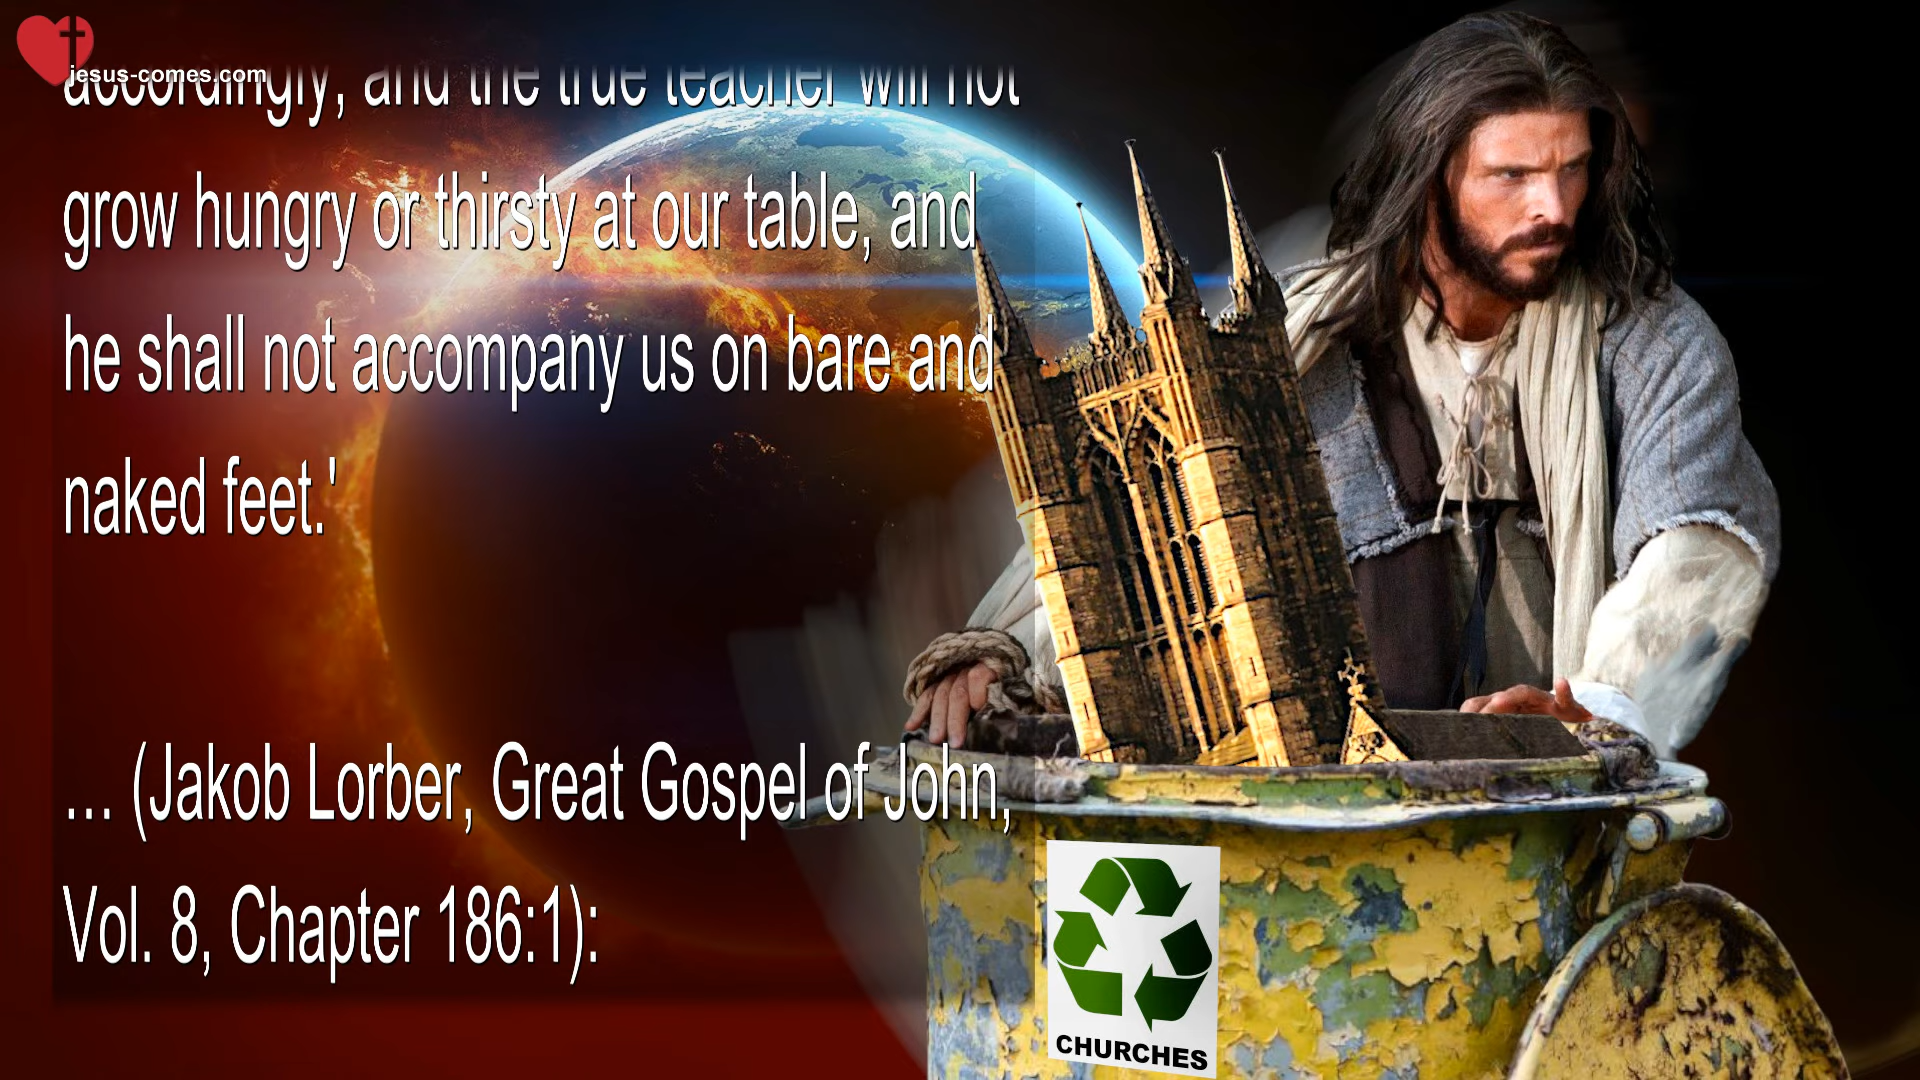 jesus-comes.com
accordingly, and the true teacher will not
grow hungry or thirsty at our table, and
he shall not accompany us on bare and
naked feet.'
… (Jakob Lorber, Great Gospel of John,
Vol. 8, Chapter 186:1):
CHURCHES